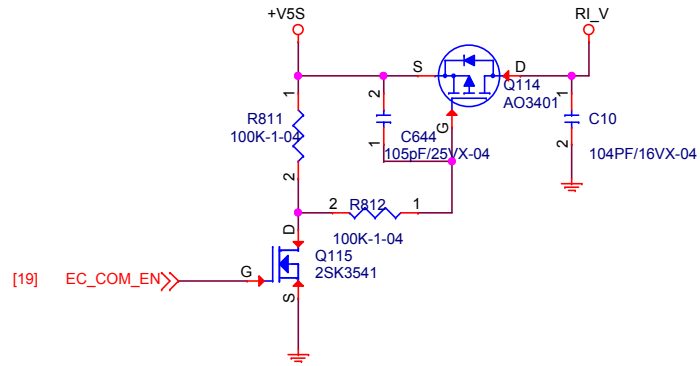 +V5S
RI_V
S
D
Q114
AO3401
1
R811
100K-1-04
2
2
C644
1
105pF/25VX-04
G
1
C10
2
104PF/16VX-04
2
R812
1
100K-1-04
D
Q115
2SK3541
[19]
EC_COM_EN
G
S